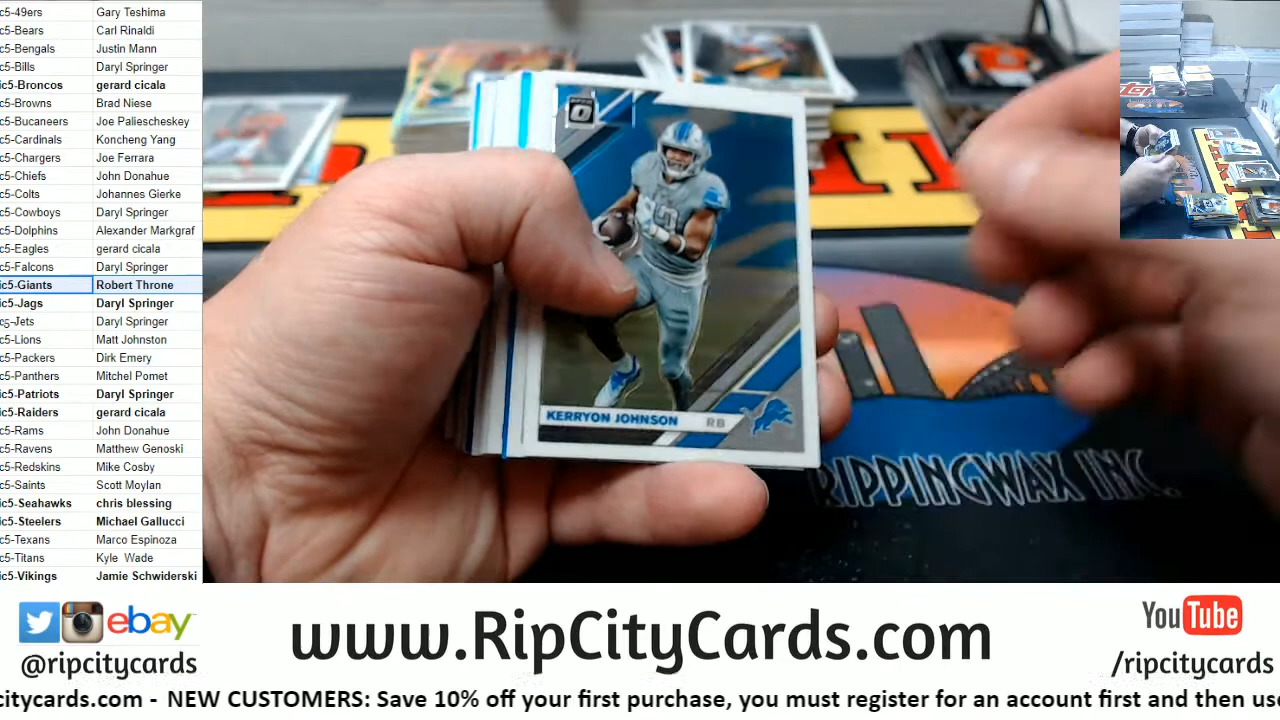 c5-49ers Gary Teshima
c5-Bears Carl Rinaldi
c5-Bengals Justin Mann
c5-Bills Daryl Springer
ic5-Broncos gerard cicala
c5-Browns Brad Niese
c5-Bucaneers Joe Paliescheskey
c5-Cardinals Koncheng Yang
c5-Chargers Joe Ferrara
c5-Chiefs John Donahue
c5-Colts Johannes Gierke
c5-Cowboys Daryl Springer
c5-Dolphins Alexander Markgraf
c5-Eagles gerard cicala
c5-Falcons Daryl Springer
ic5-Giants Robert Throne
ic5-Jags Daryl Springer
c5-Jets Daryl Springer
c5-Lions Matt Johnston
c5-Packers Dirk Emery
c5-Panthers Mitchel Pomet
ic5-Patriots Daryl Springer
ic5-Raiders gerard cicala
c5-Rams John Donahue
c5-Ravens Matthew Genoski
c5-Redskins Mike Cosby
c5-Saints Scott Moylan
ic5-Seahawks chris blessing
ic5-Steelers Michael Gallucci
c5-Texans Marco Espinoza
c5-Titans Kyle Wade
ic5-Vikings Jamie Schwiderski
KERRYON JOHNSON RB
RIPPINGWAX INC.
ebay
@ripcitycards
www.RipCityCards.com
YouTube
/ripcitycards
citycards.com - NEW CUSTOMERS: Save 10% off your first purchase, you must register for an account first and then use